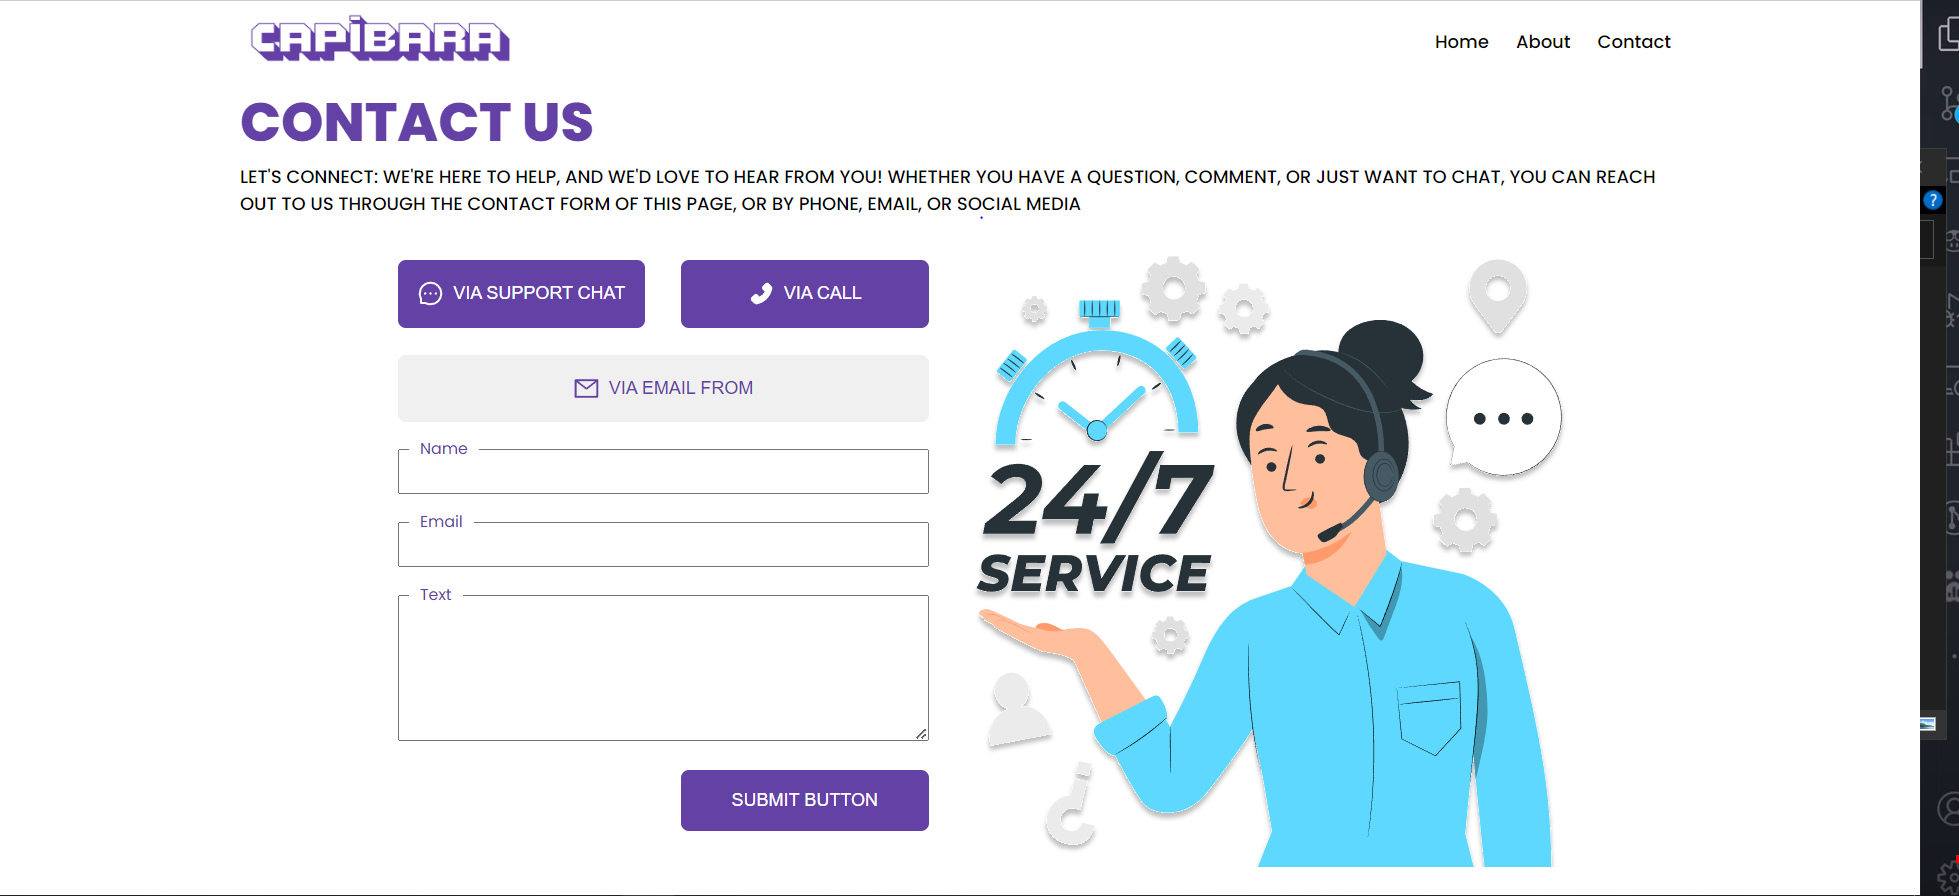 CAPIBARA
Home About Contact
CONTACT US
LET'S CONNECT: WE'RE HERE TO HELP, AND WE'D LOVE TO HEAR FROM YOU! WHETHER YOU HAVE A QUESTION, COMMENT, OR JUST WANT TO CHAT, YOU CAN REACH
OUT TO US THROUGH THE CONTACT FORM OF THIS PAGE, OR BY PHONE, EMAIL, OR SOCIAL MEDIA
VIA SUPPORT CHAT
VIA CALL
VIA EMAIL FROM
Name
Email
Text
SUBMIT BUTTON
24/7
SERVICE